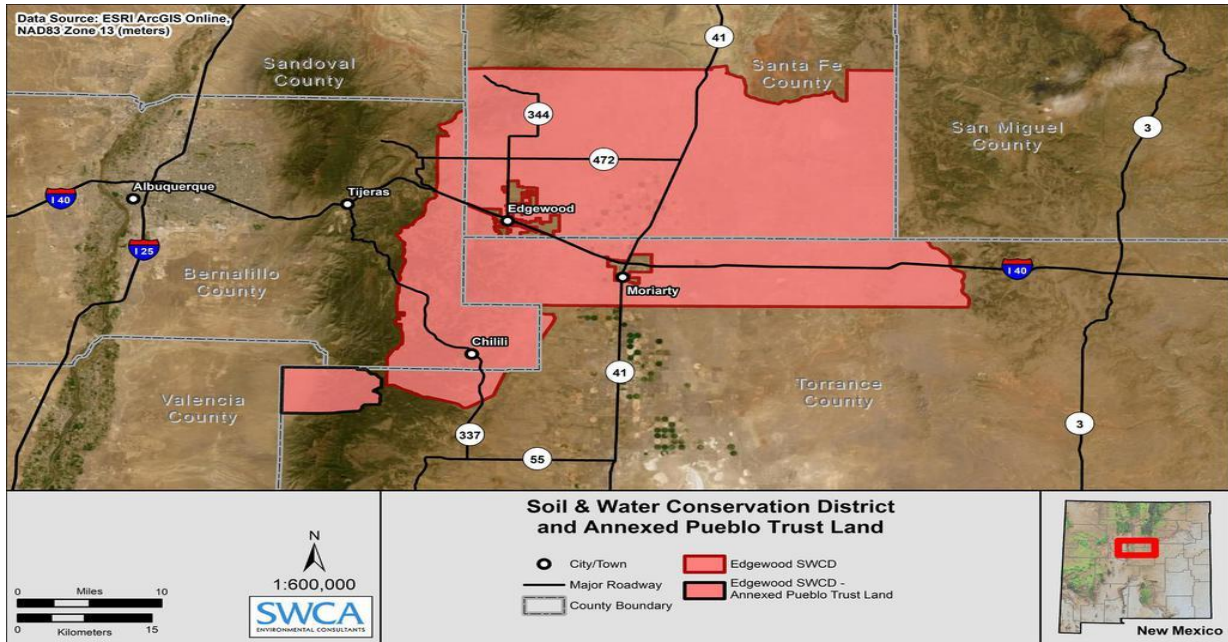 Data Source: ESRI ArcGIS Online,
NAD83 Zone 13 (meters)
Sandoval
County
41
Santa Fe
County
344
San Miguel
County
3
472
Albuquerque
Tijeras
I 40
Edgewood
I 25
Bernalillo
County
I 40
Moriarty
Chilili
41
Torrance
County
Valencia
County
3
337
55
Soil & Water Conservation District
and Annexed Pueblo Trust Land
N
1:600,000
City/Town
Major Roadway
County Boundary
Edgewood SWCD
Edgewood SWCD -
Annexed Pueblo Trust Land
0 Miles 10
0 Kilometers 15
SWCA
ENVIRONMENTAL CONSULTANTS
New Mexico